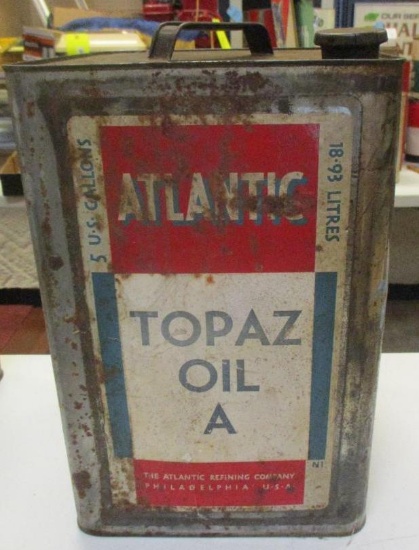 ATLANTIC
5 U.S. GALLONS
18·93 LITRES
TOPAZ
OIL
A
N1
THE ATLANTIC REFINING COMPANY
PHILADELPHIA U·S·A